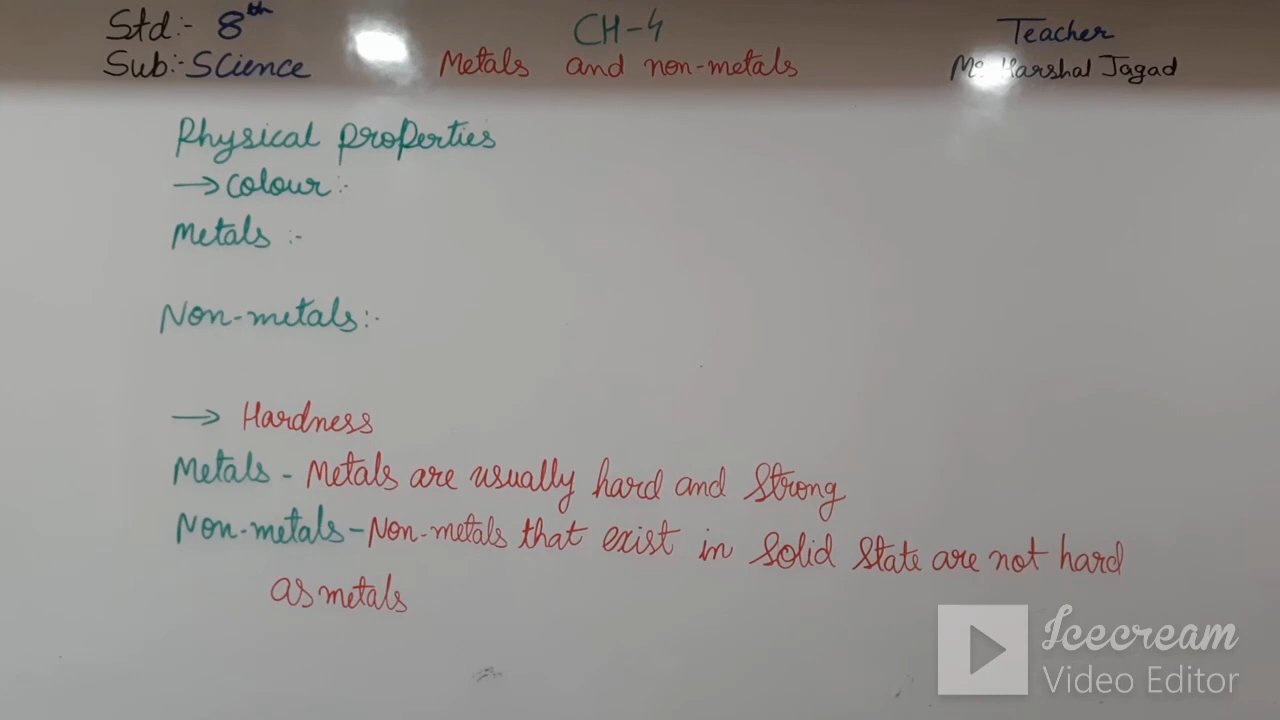 Std:- 8th
Sub:- Science
CH-4
Metals and non-metals
Teacher
Harshal Jagad
Physical properties
→ Colour:-
Metals :-
Non-metals:-
→ Hardness
Metals - Metals are usually hard and Strong
Non-metals - Non-metals that exist in Solid State are not hard
as metals
Icecream
Video Editor